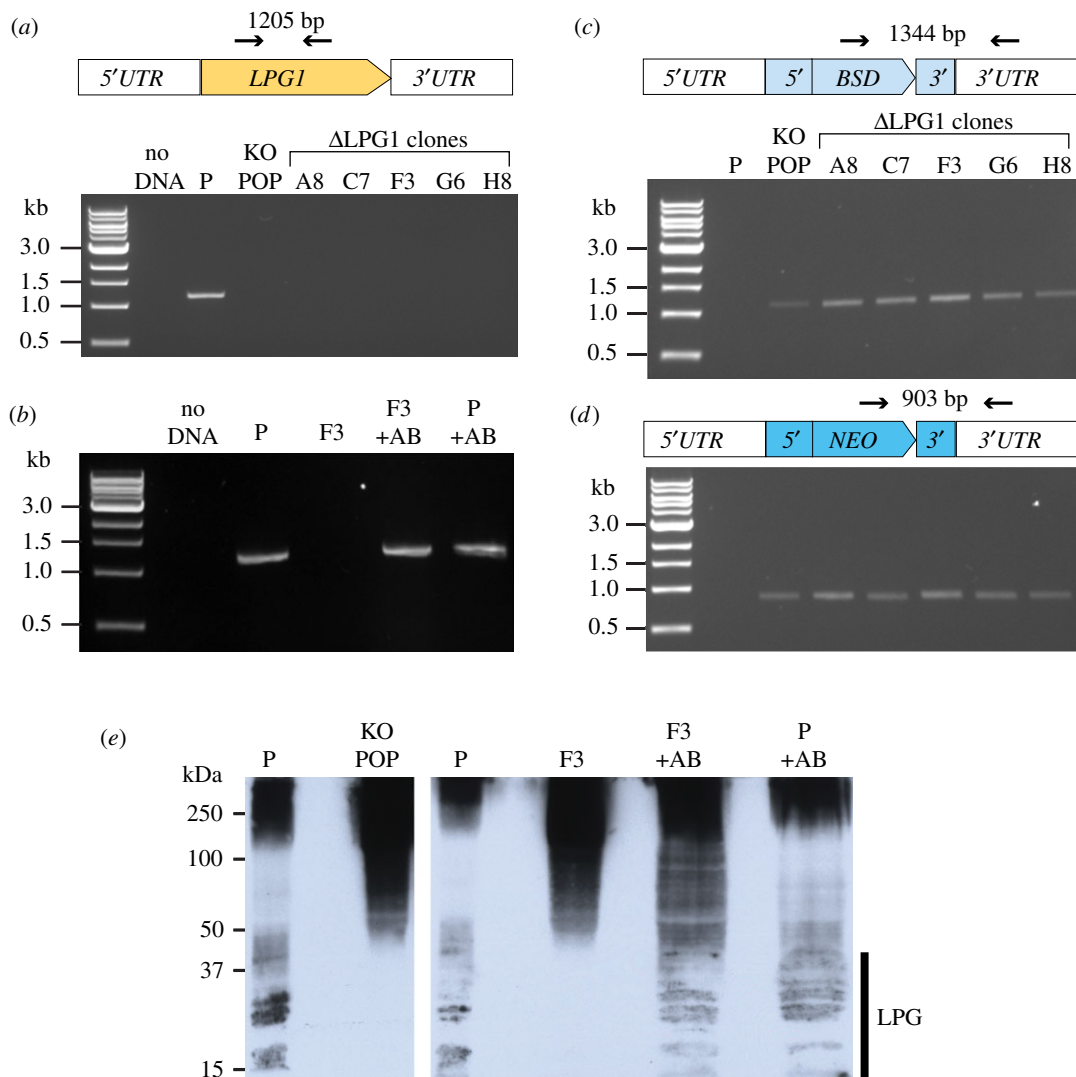 (a)
1205 bp
5′UTR LPG1 3′UTR
ΔLPG1 clones
no DNA P KO POP A8 C7 F3 G6 H8
kb
3.0
1.5
1.0
0.5
(c)
1344 bp
5′UTR 5′ BSD 3′ 3′UTR
ΔLPG1 clones
P KO POP A8 C7 F3 G6 H8
kb
3.0
1.5
1.0
0.5
(b)
no DNA P F3 F3 +AB P +AB
kb
3.0
1.5
1.0
0.5
(d)
903 bp
5′UTR 5′ NEO 3′ 3′UTR
kb
3.0
1.5
1.0
0.5
(e)
P KO POP P F3 F3 +AB P +AB
kDa
250
100
50
37
15
LPG